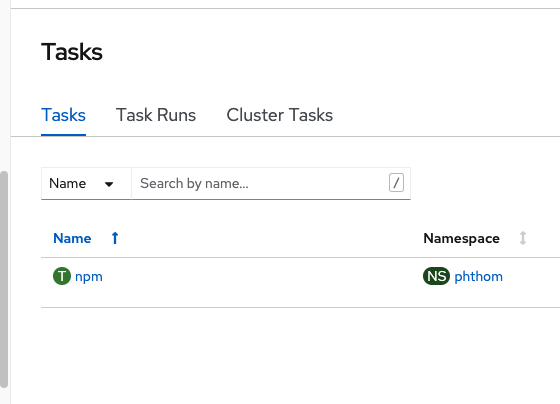 Tasks
Tasks Task Runs Cluster Tasks
Name Search by name... /
Name Namespace
T npm NS phthom